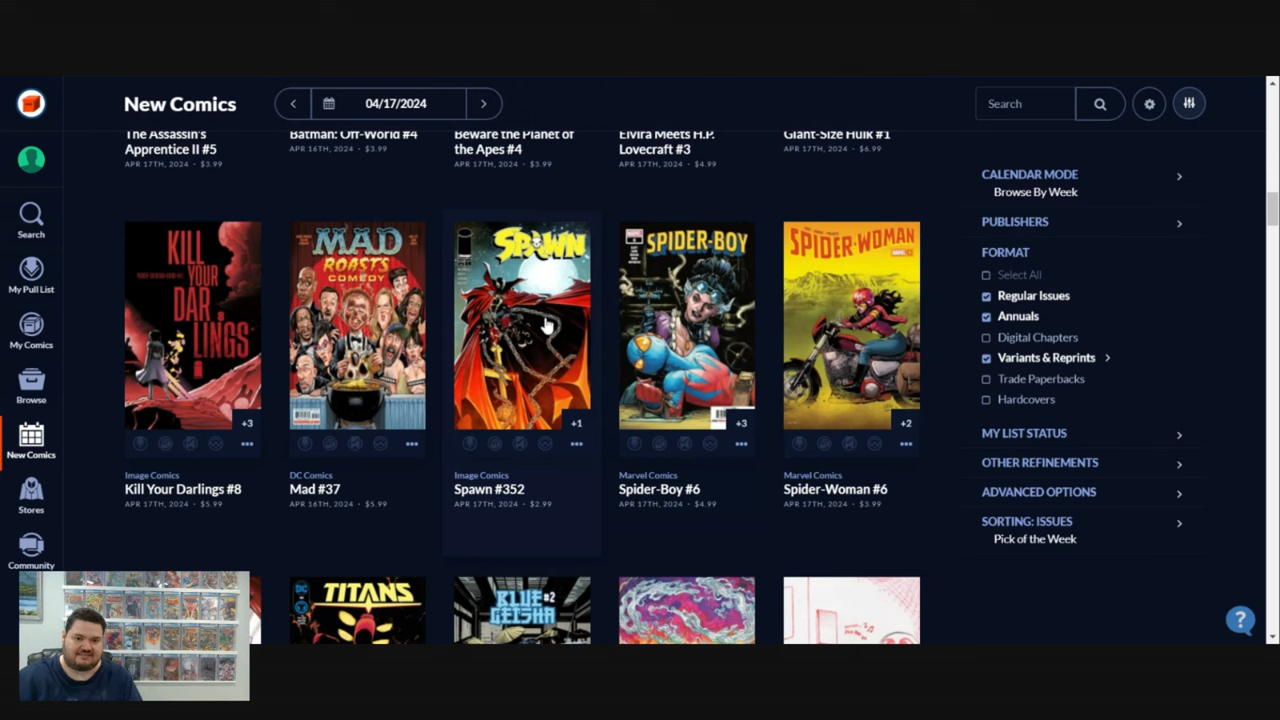 New Comics
04/17/2024
Search
The Assassin's
Apprentice II #5
APR 17TH, 2024 · $3.99
Batman: Off-World #4
APR 16TH, 2024 · $3.99
Beware the Planet of
the Apes #4
APR 17TH, 2024 · $3.99
Elvira Meets H.P.
Lovecraft #3
APR 17TH, 2024 · $4.99
Giant-Size Hulk #1
APR 17TH, 2024 · $6.99
Search
My Pull List
My Comics
Browse
New Comics
Stores
Community
KILL
YOUR
DAR
LINGS
+3
Image Comics
Kill Your Darlings #8
APR 17TH, 2024 · $5.99
MAD
ROASTS
COMEDY
DC Comics
Mad #37
APR 16TH, 2024 · $5.99
SPAWN
+1
Image Comics
Spawn #352
APR 17TH, 2024 · $2.99
SPIDER-BOY
+3
Marvel Comics
Spider-Boy #6
APR 17TH, 2024 · $4.99
SPIDER-WOMAN
+2
Marvel Comics
Spider-Woman #6
APR 17TH, 2024 · $3.99
TITANS
BLUE #2
GEISHA
CALENDAR MODE
Browse By Week
PUBLISHERS
FORMAT
Select All
Regular Issues
Annuals
Digital Chapters
Variants & Reprints
Trade Paperbacks
Hardcovers
MY LIST STATUS
OTHER REFINEMENTS
ADVANCED OPTIONS
SORTING: ISSUES
Pick of the Week
?